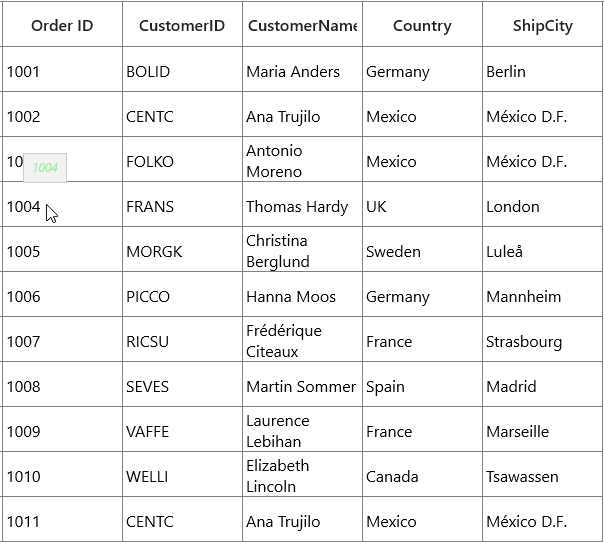 Order ID CustomerID CustomerName Country ShipCity
1001 BOLID Maria Anders Germany Berlin
1002 CENTC Ana Trujilo Mexico México D.F.
10 FOLKO Antonio Moreno Mexico México D.F.
1004
1004 FRANS Thomas Hardy UK London
1005 MORGK Christina Berglund Sweden Luleå
1006 PICCO Hanna Moos Germany Mannheim
1007 RICSU Frédérique Citeaux France Strasbourg
1008 SEVES Martin Sommer Spain Madrid
1009 VAFFE Laurence Lebihan France Marseille
1010 WELLI Elizabeth Lincoln Canada Tsawassen
1011 CENTC Ana Trujilo Mexico México D.F.